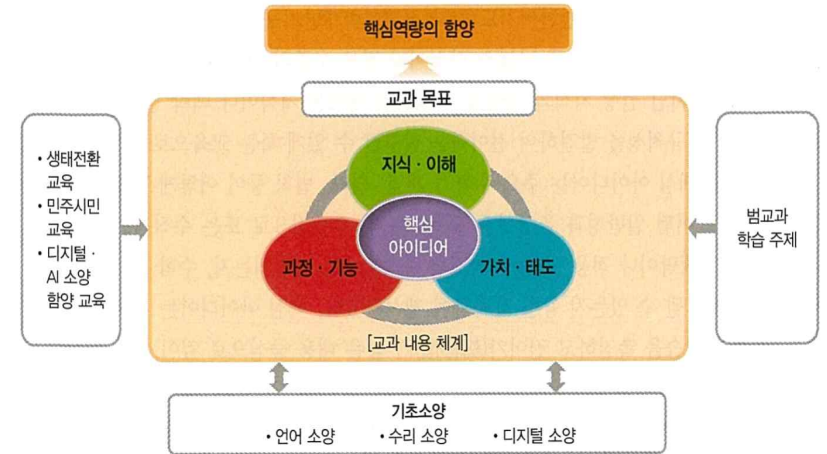 핵심역량의 함양
교과 목표
• 생태전환
교육
• 민주시민
교육
• 디지털 ·
AI 소양
함양 교육
지식 · 이해
핵심
아이디어
과정 · 기능
가치 · 태도
[교과 내용 체계]
범교과
학습 주제
기초소양
• 언어 소양 • 수리 소양 • 디지털 소양